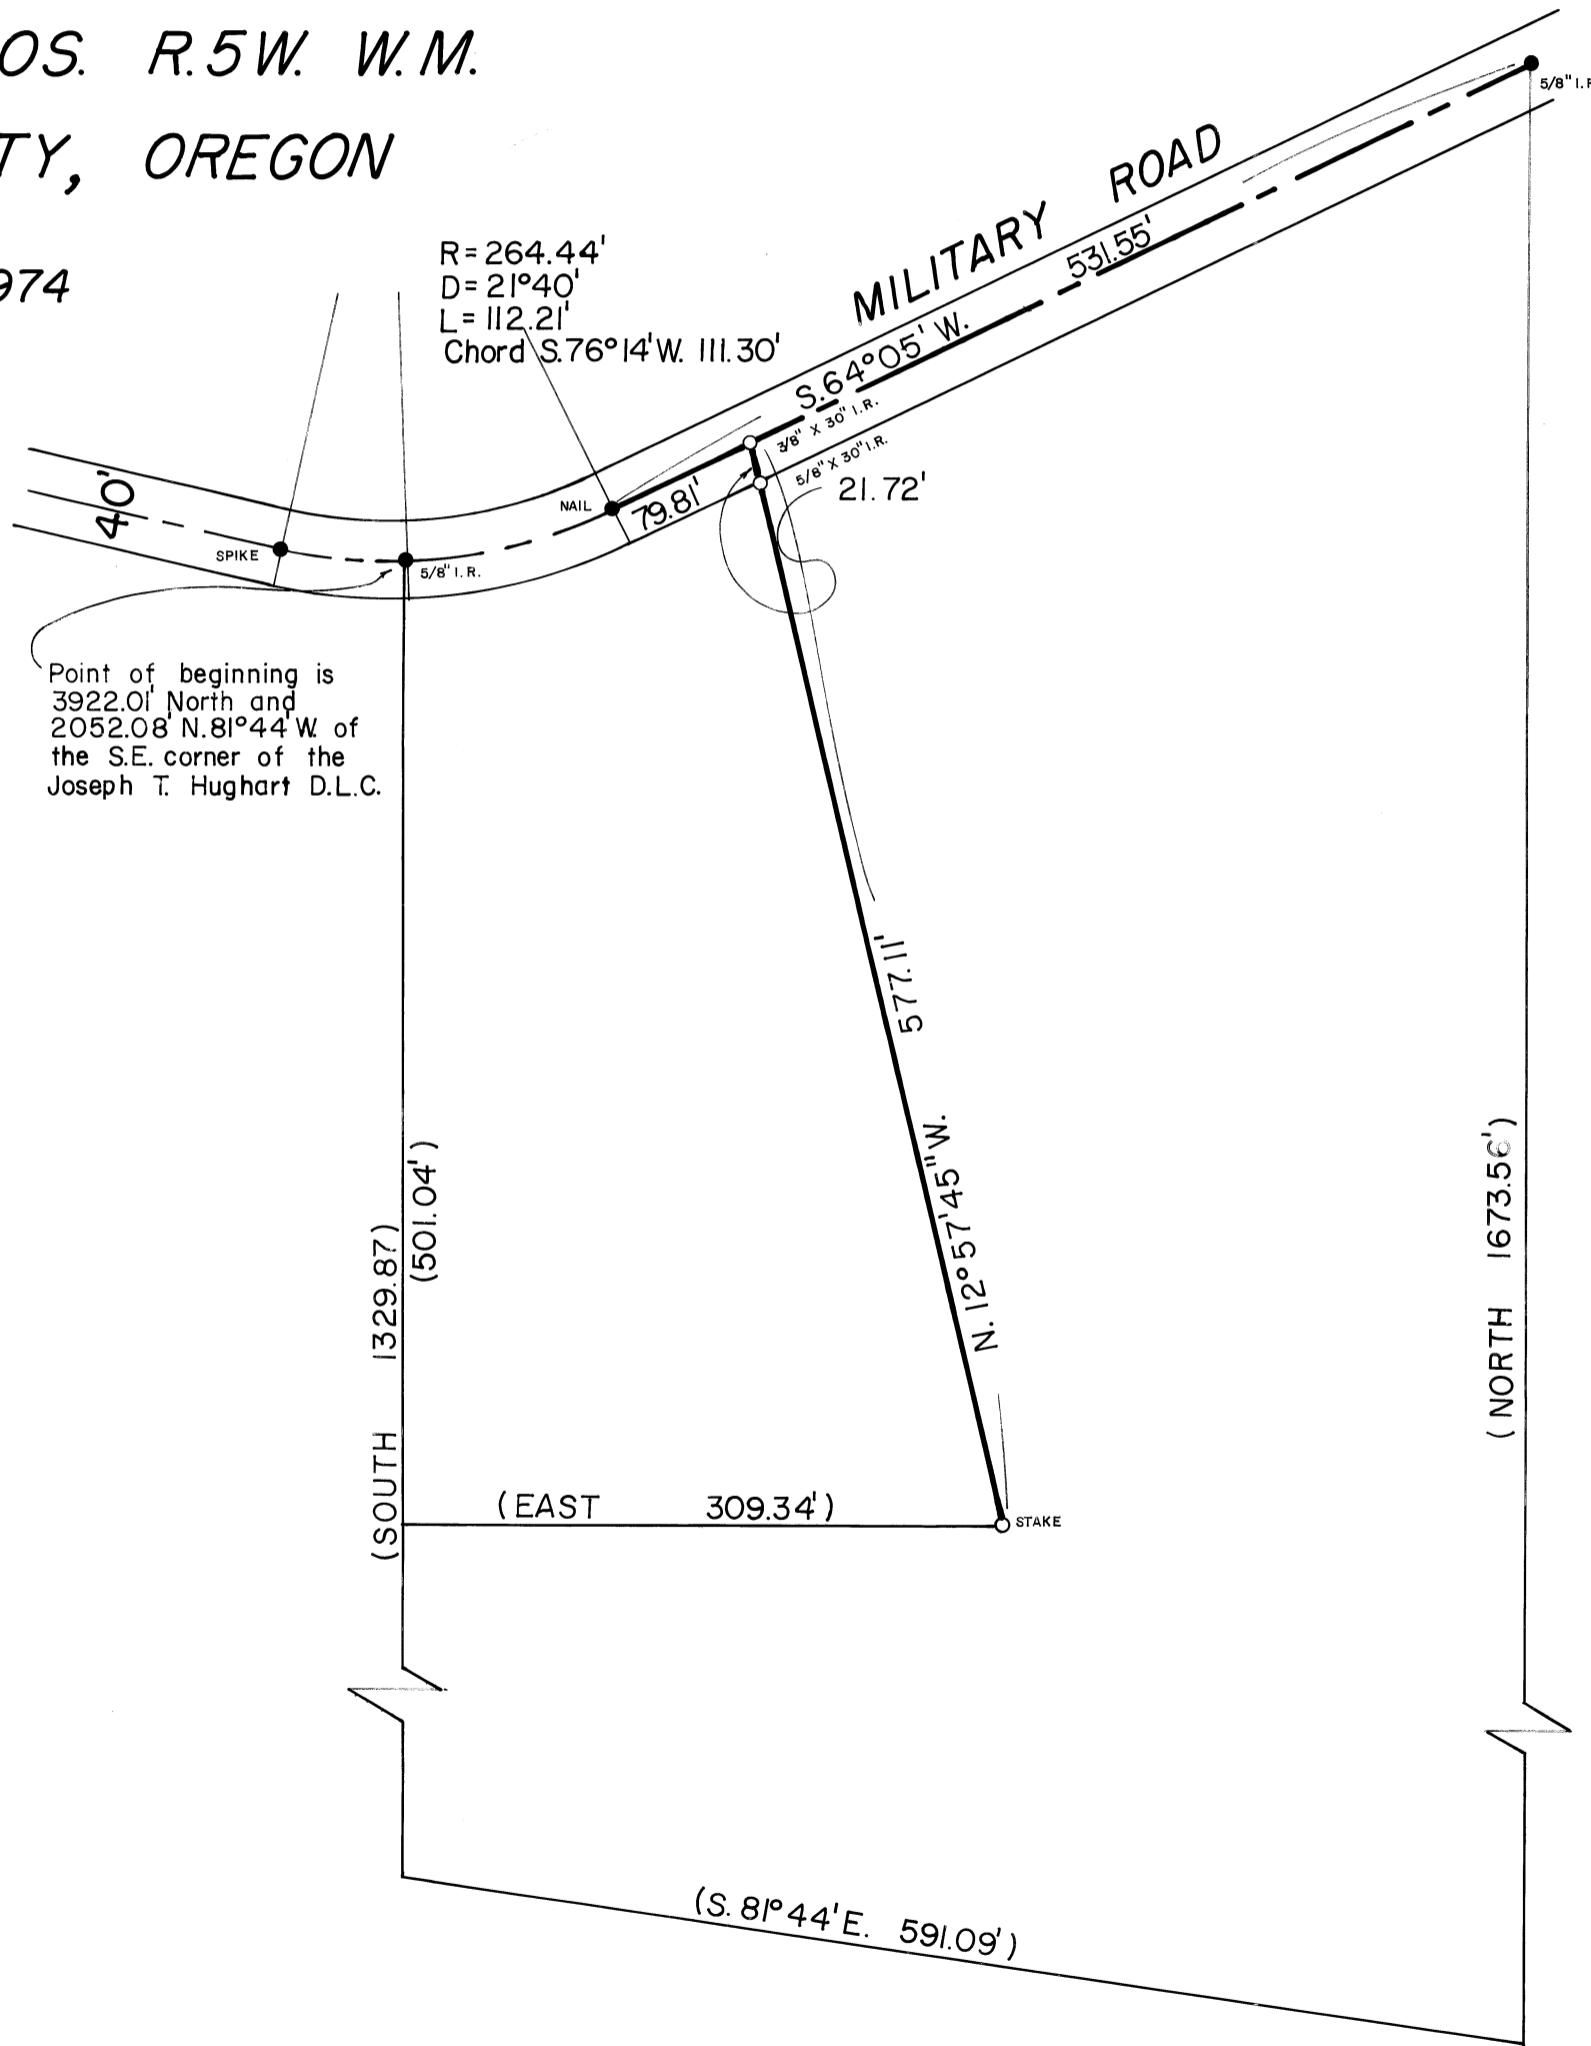 OS. R.5W. W.M.
TY, OREGON
974
R=264.44'
D=21°40'
L=112.21'
Chord S.76°14'W. 111.30'
MILITARY ROAD
531.55'
S.64°05' W.
5/8" I.R
3/8" X 30" I.R.
5/8" X 30" I.R.
21.72'
NAIL
79.81'
40'
SPIKE
5/8" I.R.
Point of beginning is
3922.01' North and
2052.08' N.81°44'W. of
the S.E. corner of the
Joseph T. Hughart D.L.C.
577.11'
N. 12°57'45"W.
(SOUTH 1329.87)
(501.04')
(NORTH 1673.56')
(EAST 309.34')
STAKE
(S. 81°44'E. 591.09')